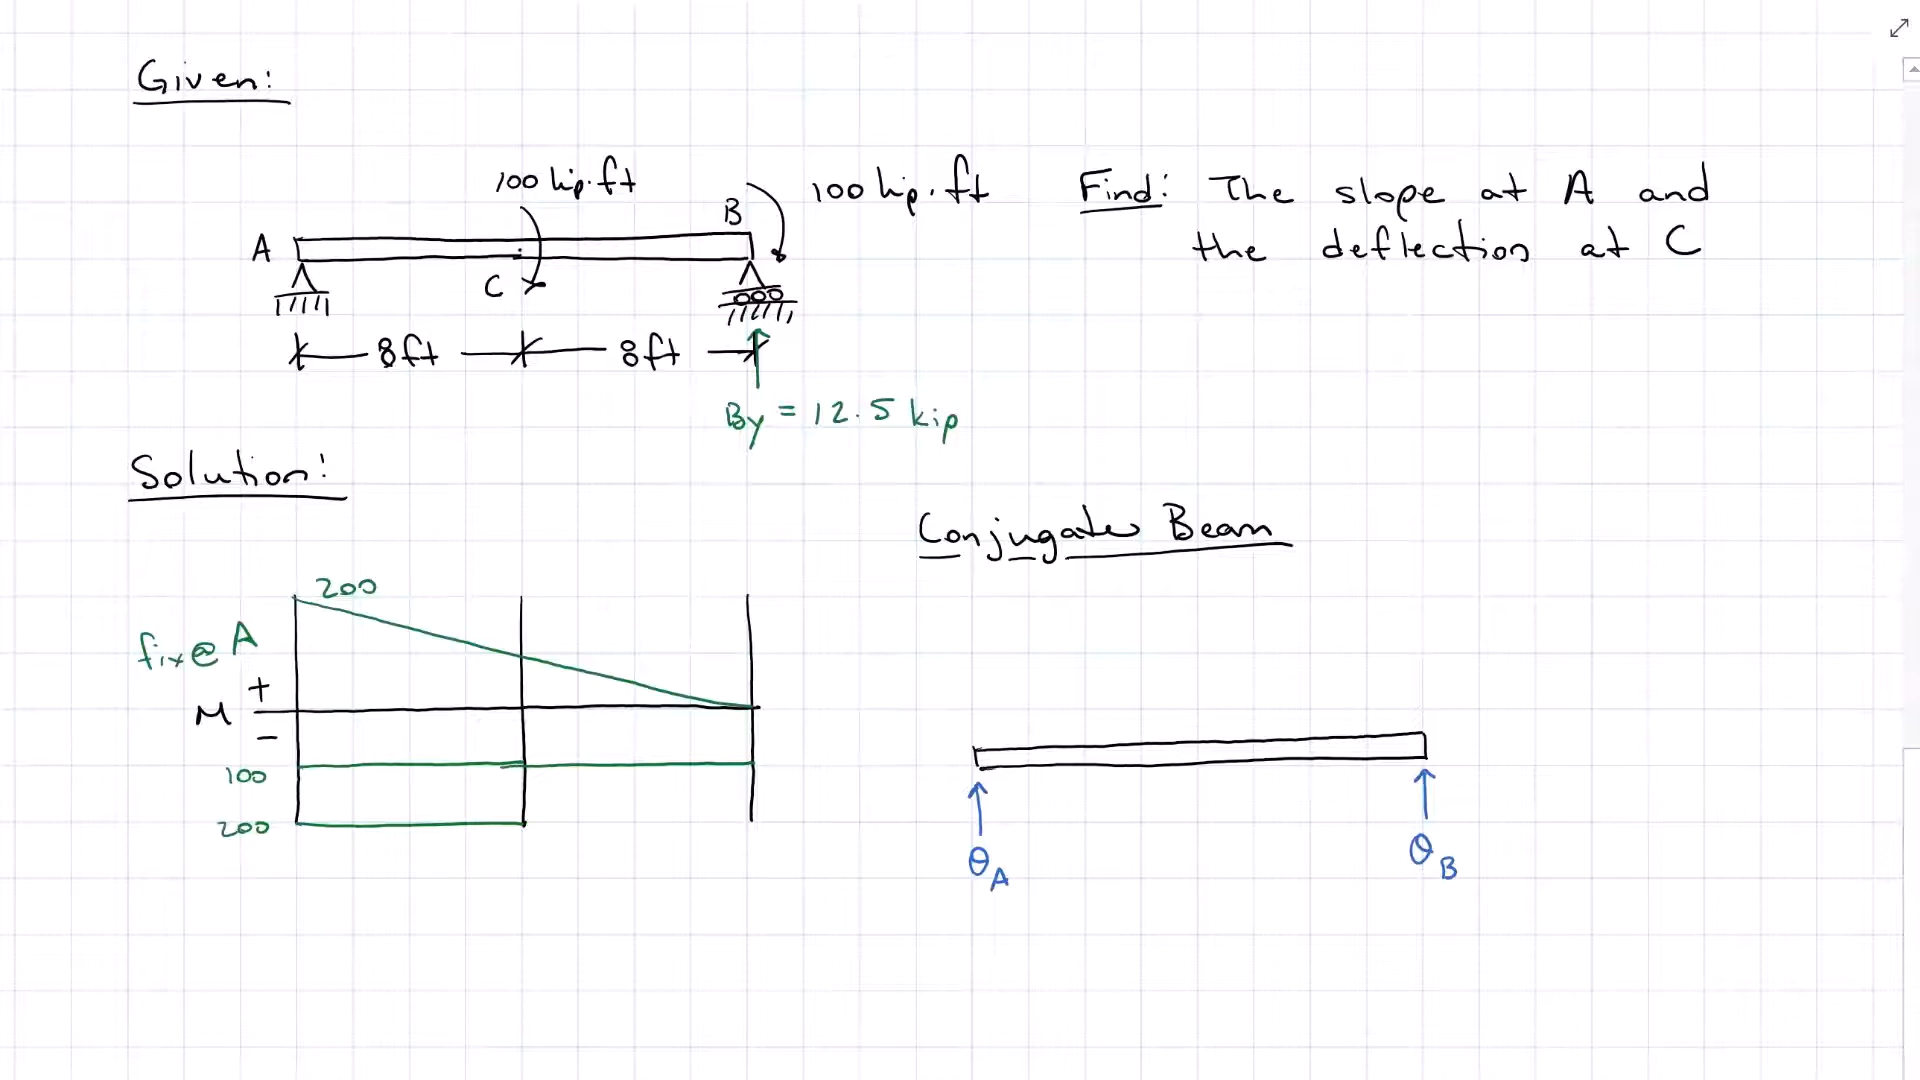 Given:
100 kip·ft
100 kip·ft
A
B
C
8ft
8ft
By = 12.5 kip
Find: The slope at A and
the deflection at C
Solution:
200
fix@ A
M
+
−
100
200
Conjugate Beam
θA
θB